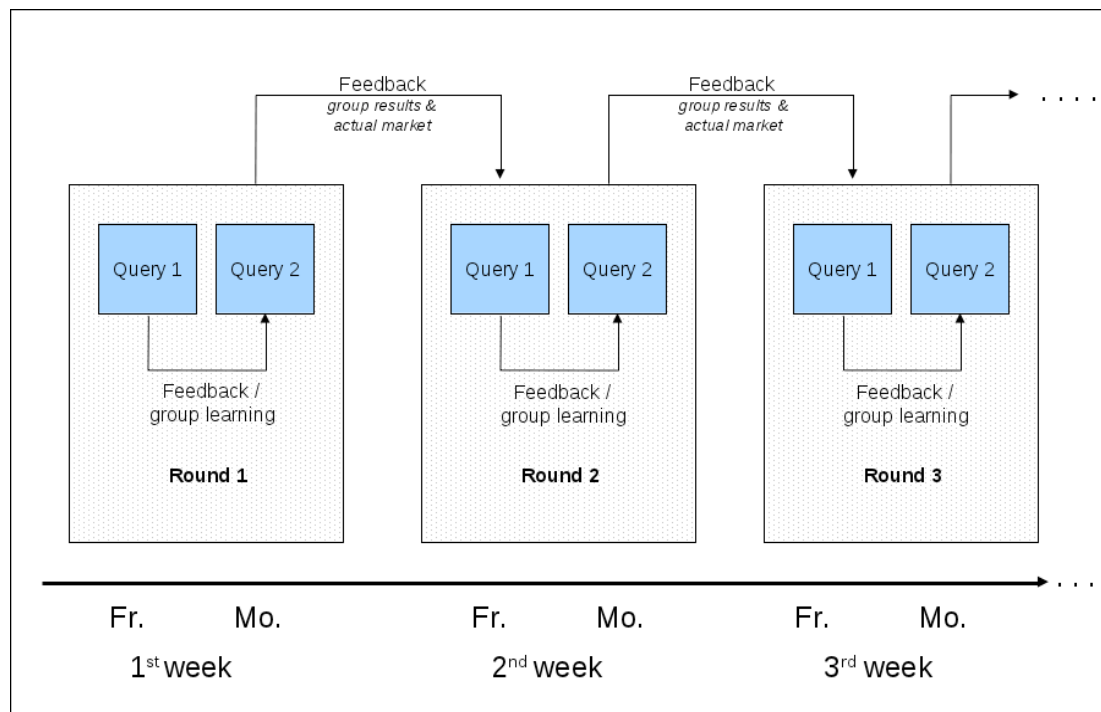 Feedback
group results &
actual market
Feedback
group results &
actual market
. . . .
Query 1
Query 2
Feedback /
group learning
Round 1
Query 1
Query 2
Feedback /
group learning
Round 2
Query 1
Query 2
Feedback /
group learning
Round 3
. . . .
Fr.
Mo.
Fr.
Mo.
Fr.
Mo.
1st week
2nd week
3rd week